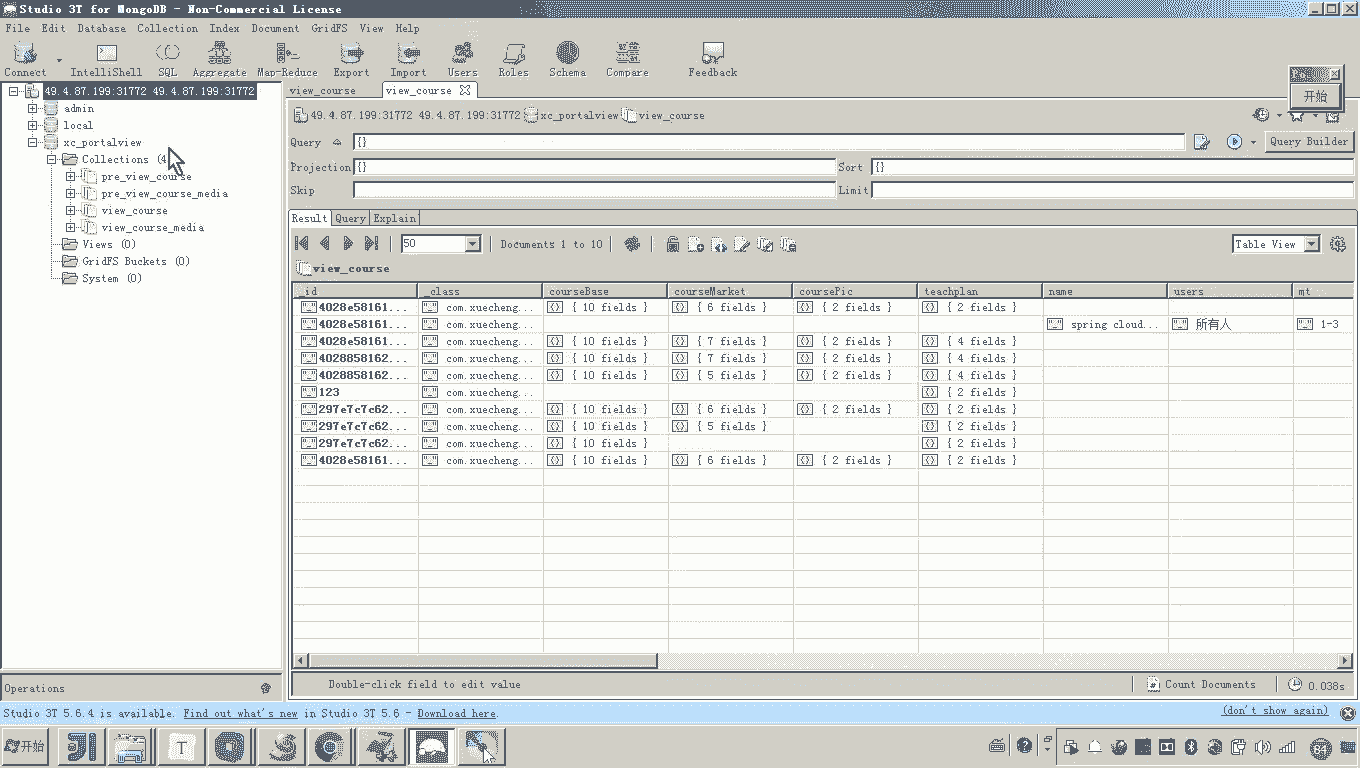 Studio 3T for MongoDB - Non-Commercial License
File Edit Database Collection Index Document GridFS View Help
Connect IntelliShell SQL Aggregate Map-Reduce Export Import Users Roles Schema Compare Feedback
49.4.87.199:31772 49.4.87.199:31772
admin
local
xc_portalview
Collections (4
pre_view_course
pre_view_course_media
view_course
view_course_media
Views (0)
GridFS Buckets (0)
System (0)
view_course view_course
开始
49.4.87.199:31772 49.4.87.199:31772 xc_portalview view_course
Query {} Query Builder
Projection {} Sort {}
Skip Limit
Result Query Explain
50 Documents 1 to 10 Table View
view_course
_id _class courseBase courseMarket coursePic teachplan name users mt
4028e58161... com.xuecheng... { 10 fields } { 6 fields } { 2 fields } { 2 fields }
4028e58161... com.xuecheng... spring cloud... 所有人 1-3
4028e58161... com.xuecheng... { 10 fields } { 7 fields } { 2 fields } { 4 fields }
4028858162... com.xuecheng... { 10 fields } { 7 fields } { 2 fields } { 4 fields }
4028858162... com.xuecheng... { 10 fields } { 5 fields } { 2 fields } { 4 fields }
123 com.xuecheng... { 2 fields }
297e7c7c62... com.xuecheng... { 10 fields } { 6 fields } { 2 fields } { 2 fields }
297e7c7c62... com.xuecheng... { 10 fields } { 5 fields } { 2 fields }
297e7c7c62... com.xuecheng... { 10 fields } { 2 fields }
4028e58161... com.xuecheng... { 10 fields } { 6 fields } { 2 fields } { 2 fields }
Operations
Double-click field to edit value Count Documents 0.038s
Studio 3T 5.6.4 is available. Find out what's new in Studio 3T 5.6 - Download here. (don't show again)
开始 T 64